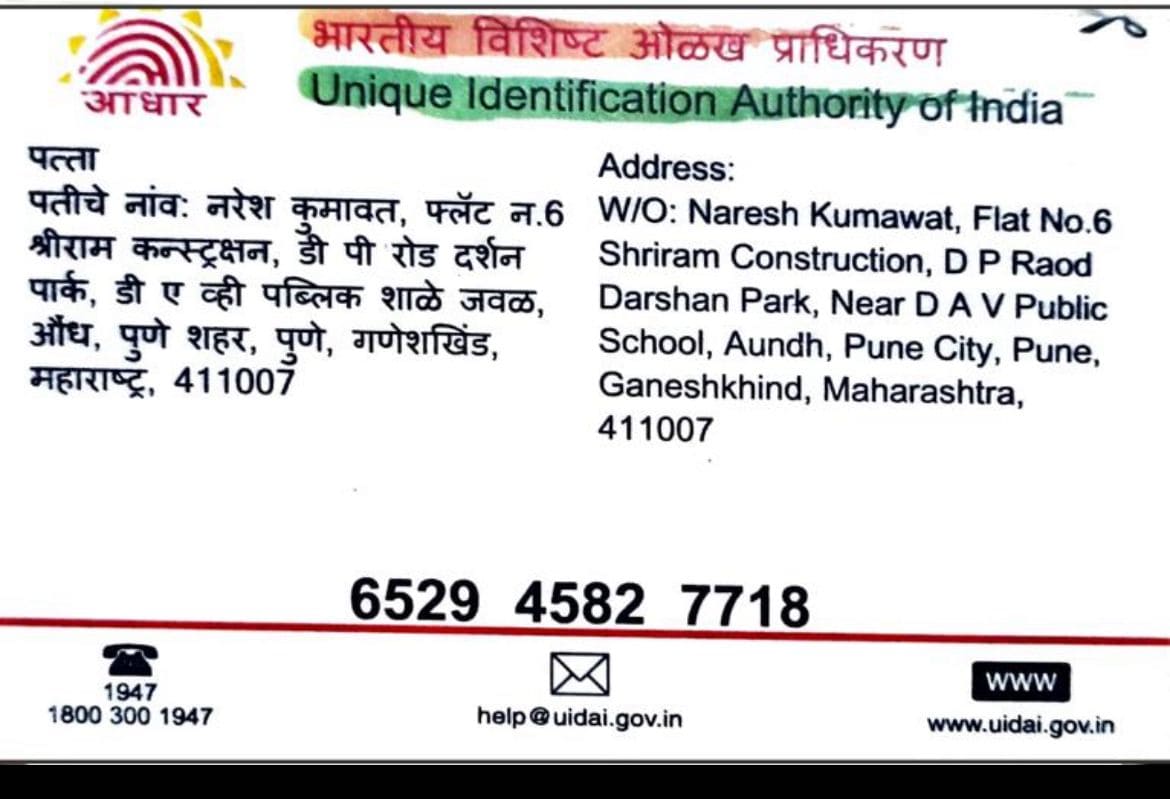 आधार
भारतीय विशिष्ट ओळख प्राधिकरण
Unique Identification Authority of India
पत्ता
पतीचे नांव: नरेश कुमावत, फ्लॅट न.6
श्रीराम कन्स्ट्रक्षन, डी पी रोड दर्शन
पार्क, डी ए व्ही पब्लिक शाळे जवळ,
औंध, पुणे शहर, पुणे, गणेशखिंड,
महाराष्ट्र, 411007
Address:
W/O: Naresh Kumawat, Flat No.6
Shriram Construction, D P Raod
Darshan Park, Near D A V Public
School, Aundh, Pune City, Pune,
Ganeshkhind, Maharashtra,
411007
6529 4582 7718
1947
1800 300 1947
help@uidai.gov.in
www
www.uidai.gov.in